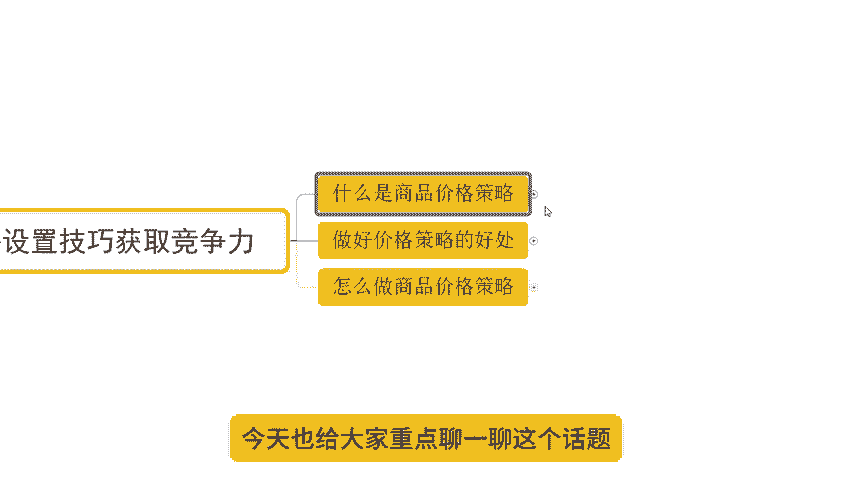 什么是商品价格策略
设置技巧获取竞争力
做好价格策略的好处
怎么做商品价格策略
今天也给大家重点聊一聊这个话题